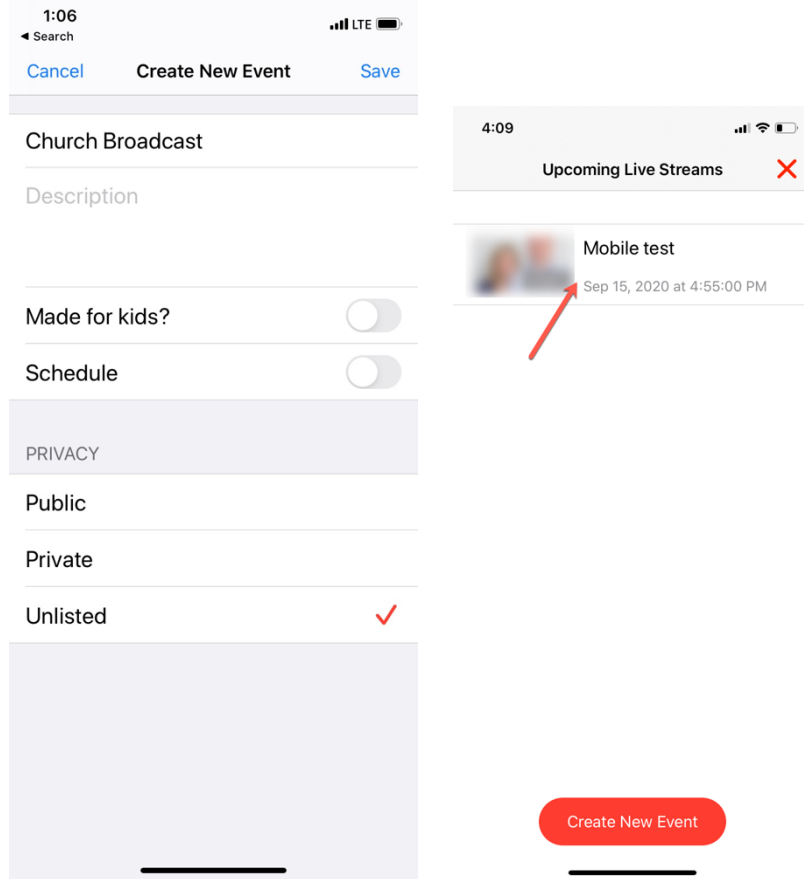 1:06
LTE
◀ Search
Cancel Create New Event Save
Church Broadcast
Description
Made for kids?
Schedule
PRIVACY
Public
Private
Unlisted
4:09
Upcoming Live Streams
Mobile test
Sep 15, 2020 at 4:55:00 PM
Create New Event